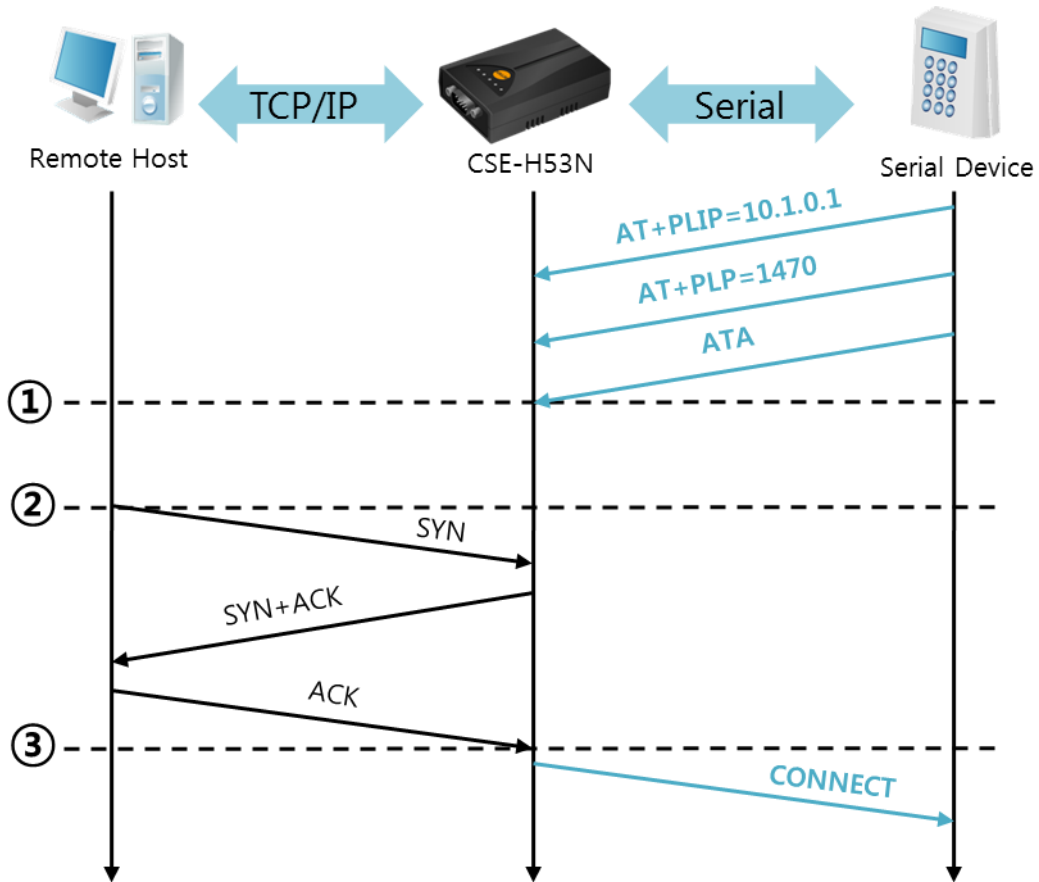 TCP/IP
Serial
Remote Host
CSE-H53N
Serial Device
AT+PLIP=10.1.0.1
AT+PLP=1470
ATA
①
②
SYN
SYN+ACK
ACK
③
CONNECT